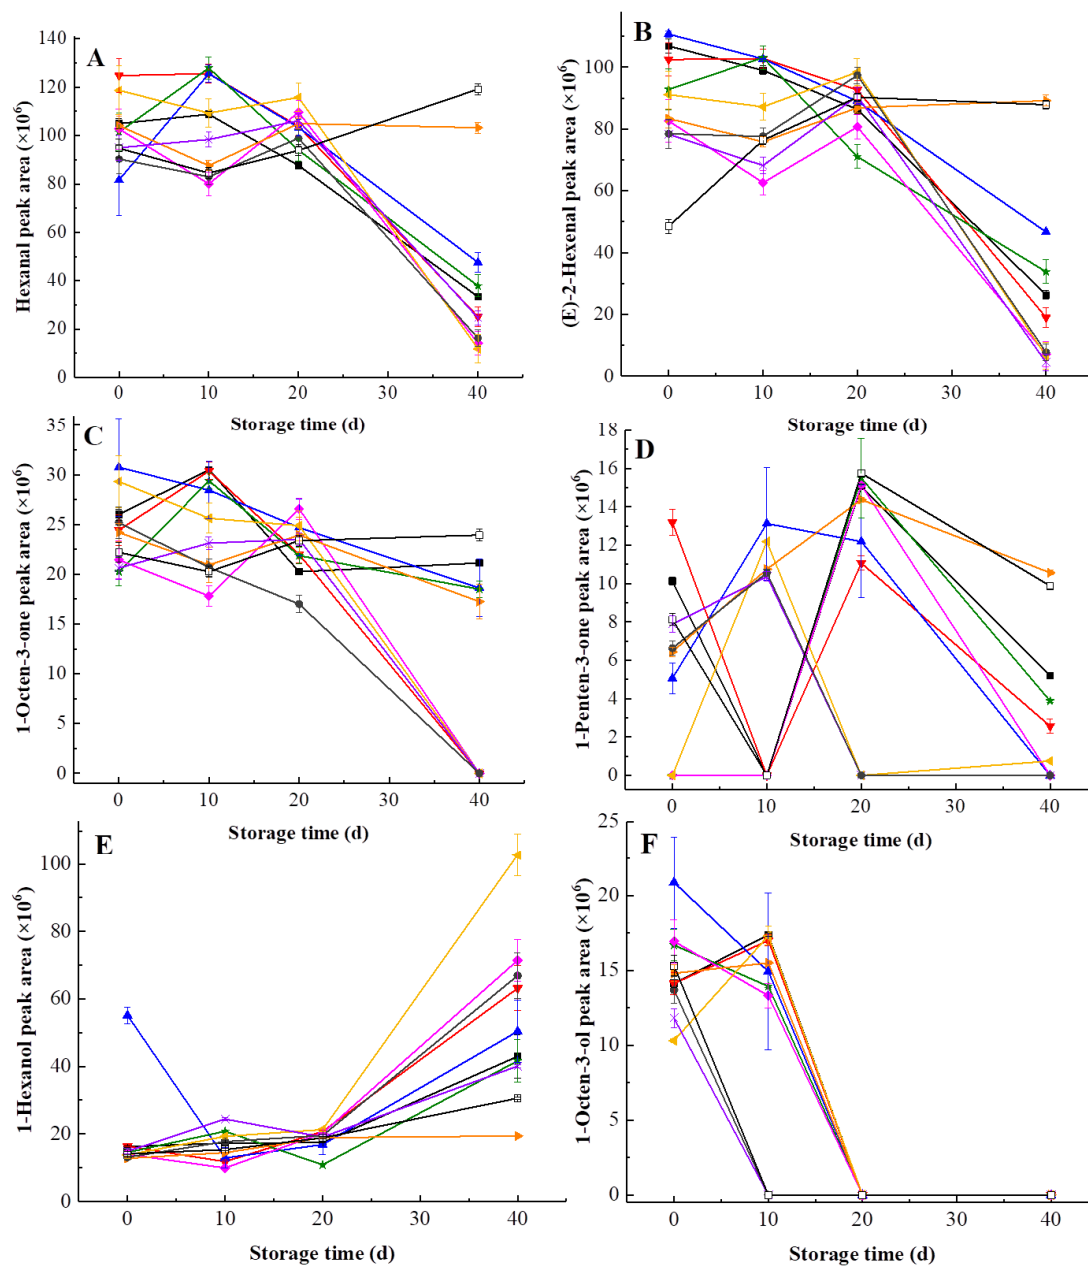 A
Hexanal peak area (×10⁶)
140
120
100
80
60
40
20
0
0 10 20 30 40
Storage time (d)
B
(E)-2-Hexenal peak area (×10⁶)
100
80
60
40
20
0
0 10 20 30 40
Storage time (d)
C
1-Octen-3-one peak area (×10⁶)
35
30
25
20
15
10
5
0
0 10 20 30 40
Storage time (d)
D
1-Penten-3-one peak area (×10⁶)
18
16
14
12
10
8
6
4
2
0
0 10 20 30 40
Storage time (d)
E
1-Hexanol peak area (×10⁶)
100
80
60
40
20
0
0 10 20 30 40
Storage time (d)
F
1-Octen-3-ol peak area (×10⁶)
25
20
15
10
5
0
0 10 20 30 40
Storage time (d)